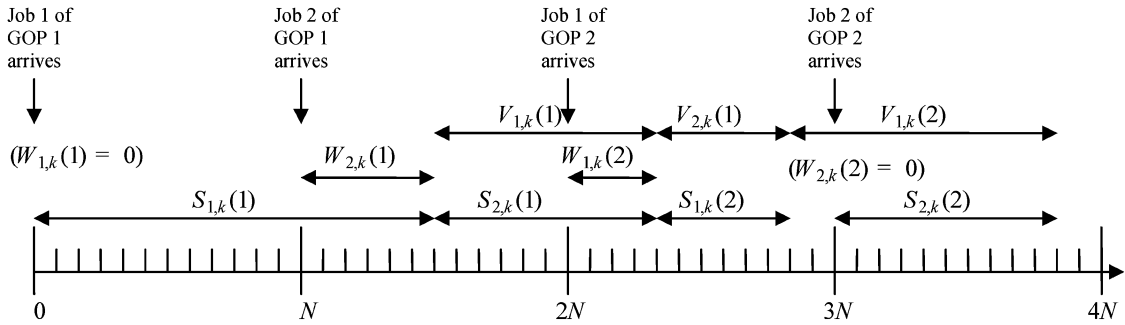 Job 1 of
GOP 1
arrives
Job 2 of
GOP 1
arrives
Job 1 of
GOP 2
arrives
Job 2 of
GOP 2
arrives
V1,k(1)
V2,k(1)
V1,k(2)
(W1,k(1) = 0)
W2,k(1)
W1,k(2)
(W2,k(2) = 0)
S1,k(1)
S2,k(1)
S1,k(2)
S2,k(2)
0
N
2N
3N
4N